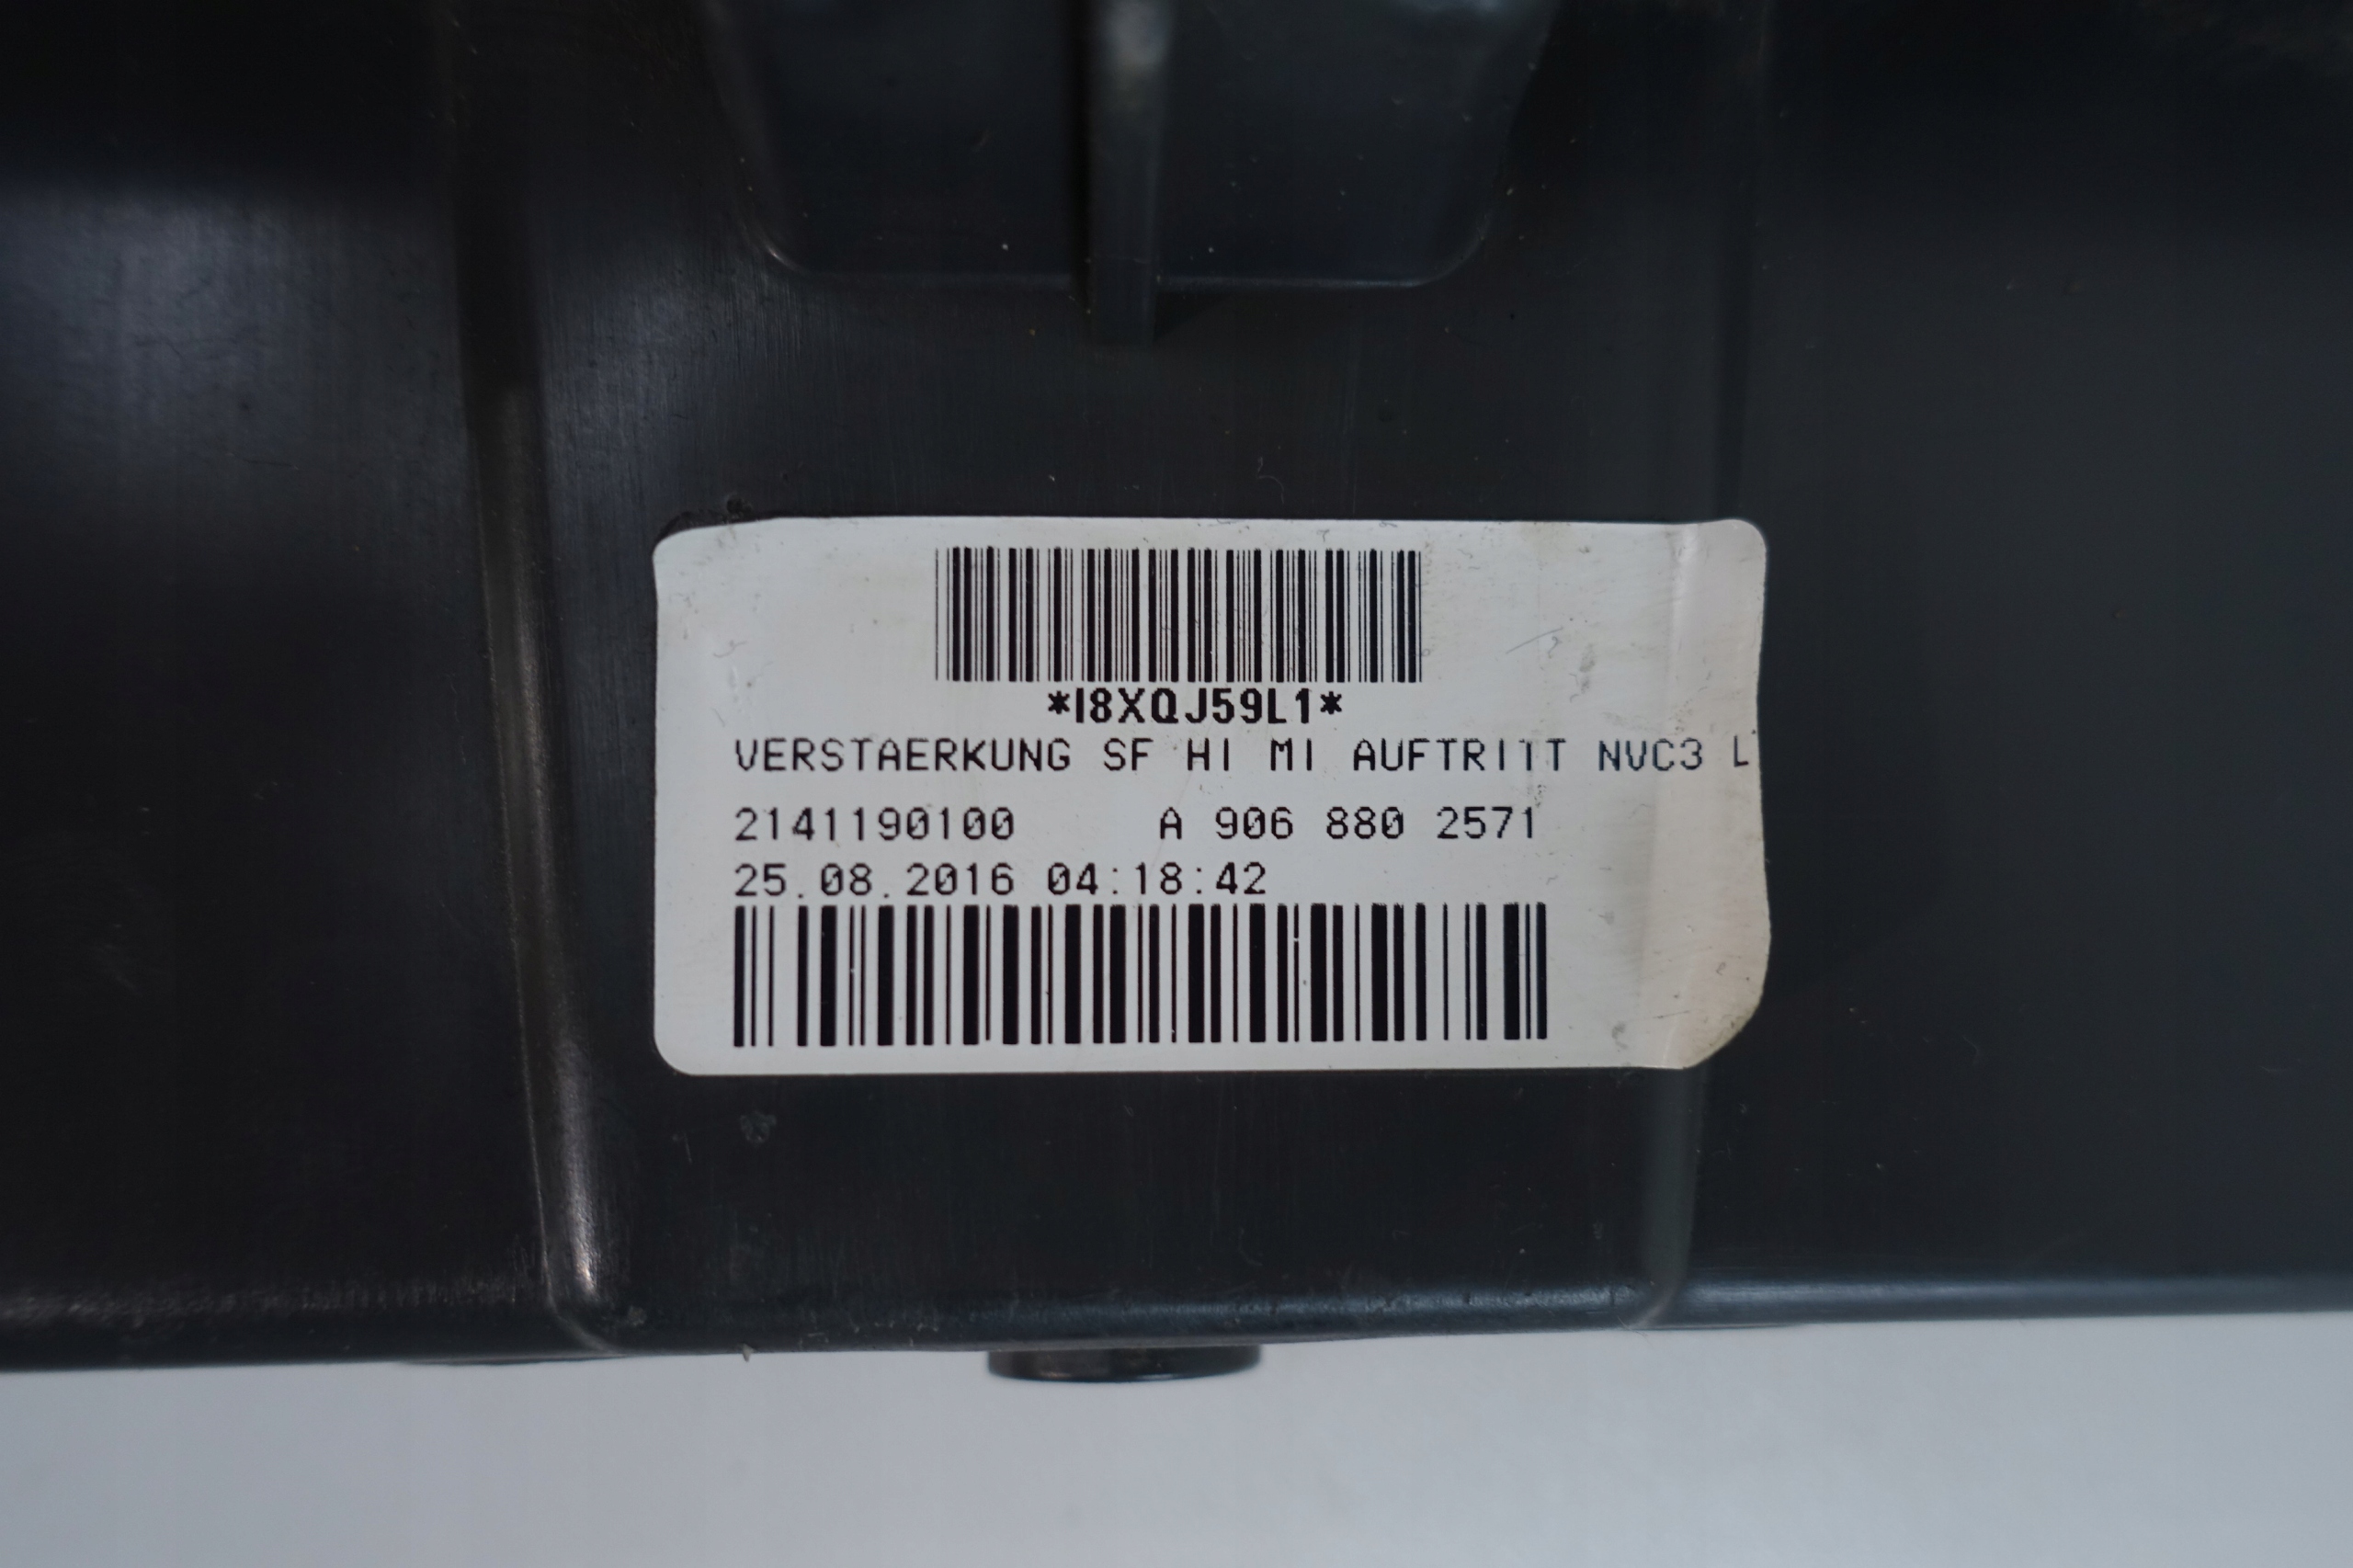 *I8XQJ59L1*
VERSTAERKUNG SF HI MI AUFTRITT NVC3 L
2141190100 A 906 880 2571
25.08.2016 04:18:42